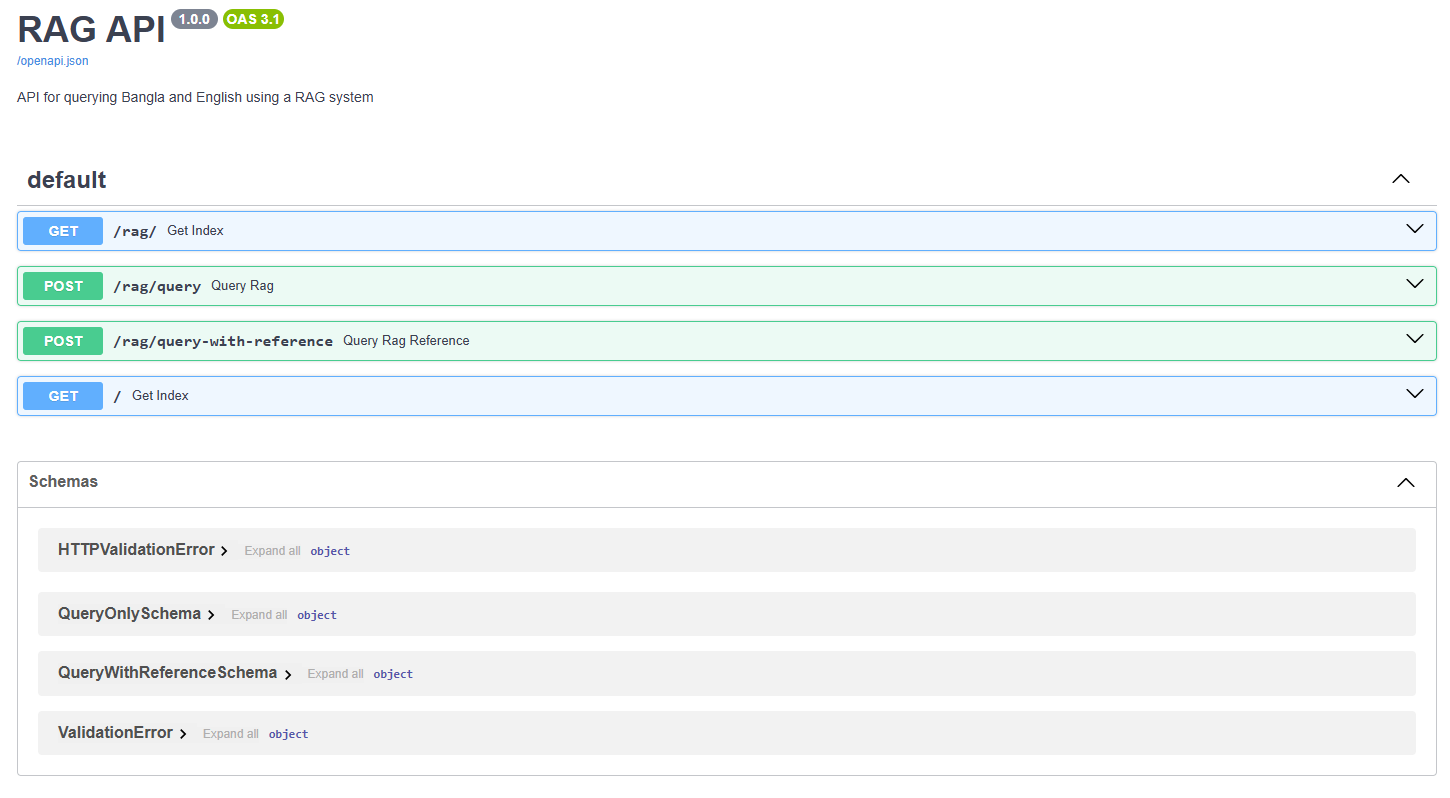 RAG API 1.0.0 OAS 3.1
/openapi.json
API for querying Bangla and English using a RAG system
default
GET /rag/ Get Index
POST /rag/query Query Rag
POST /rag/query-with-reference Query Rag Reference
GET / Get Index
Schemas
HTTPValidationError Expand all object
QueryOnlySchema Expand all object
QueryWithReferenceSchema Expand all object
ValidationError Expand all object